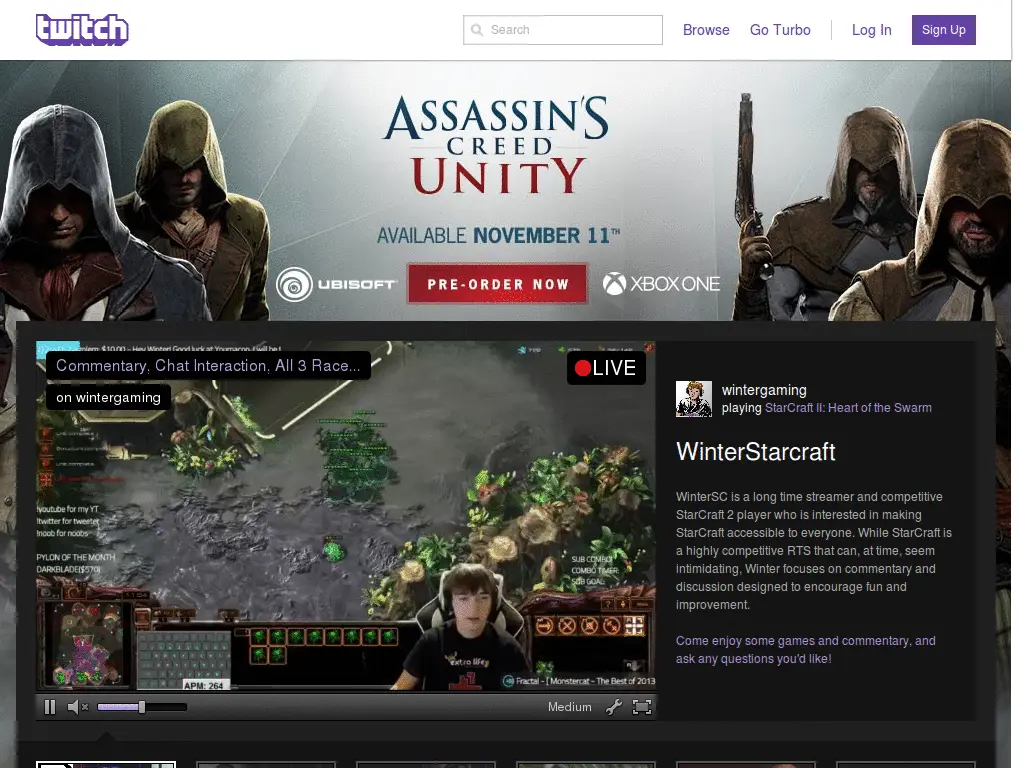 twitch
Search
Browse
Go Turbo
Log In
Sign Up
ASSASSIN'S
CREED
UNITY
AVAILABLE NOVEMBER 11TH
UBISOFT
PRE-ORDER NOW
XBOX ONE
$10.00 - Hey Winter! Good luck at Youmacon, I will be
Commentary, Chat Interaction, All 3 Race...
on wintergaming
LIVE
youtube for my YT
!twitter for tweeter
!noob for noobs
PYLON OF THE MONTH
DARKBLADE($570)
SUB COMBO:
COMBO TIMER:
SUB GOAL:
extra life
APM: 264
Fractal - [ Monstercat - The Best of 2013
Medium
wintergaming
playing StarCraft II: Heart of the Swarm
WinterStarcraft
WinterSC is a long time streamer and competitive
StarCraft 2 player who is interested in making
StarCraft accessible to everyone. While StarCraft is
a highly competitive RTS that can, at time, seem
intimidating, Winter focuses on commentary and
discussion designed to encourage fun and
improvement.
Come enjoy some games and commentary, and
ask any questions you'd like!